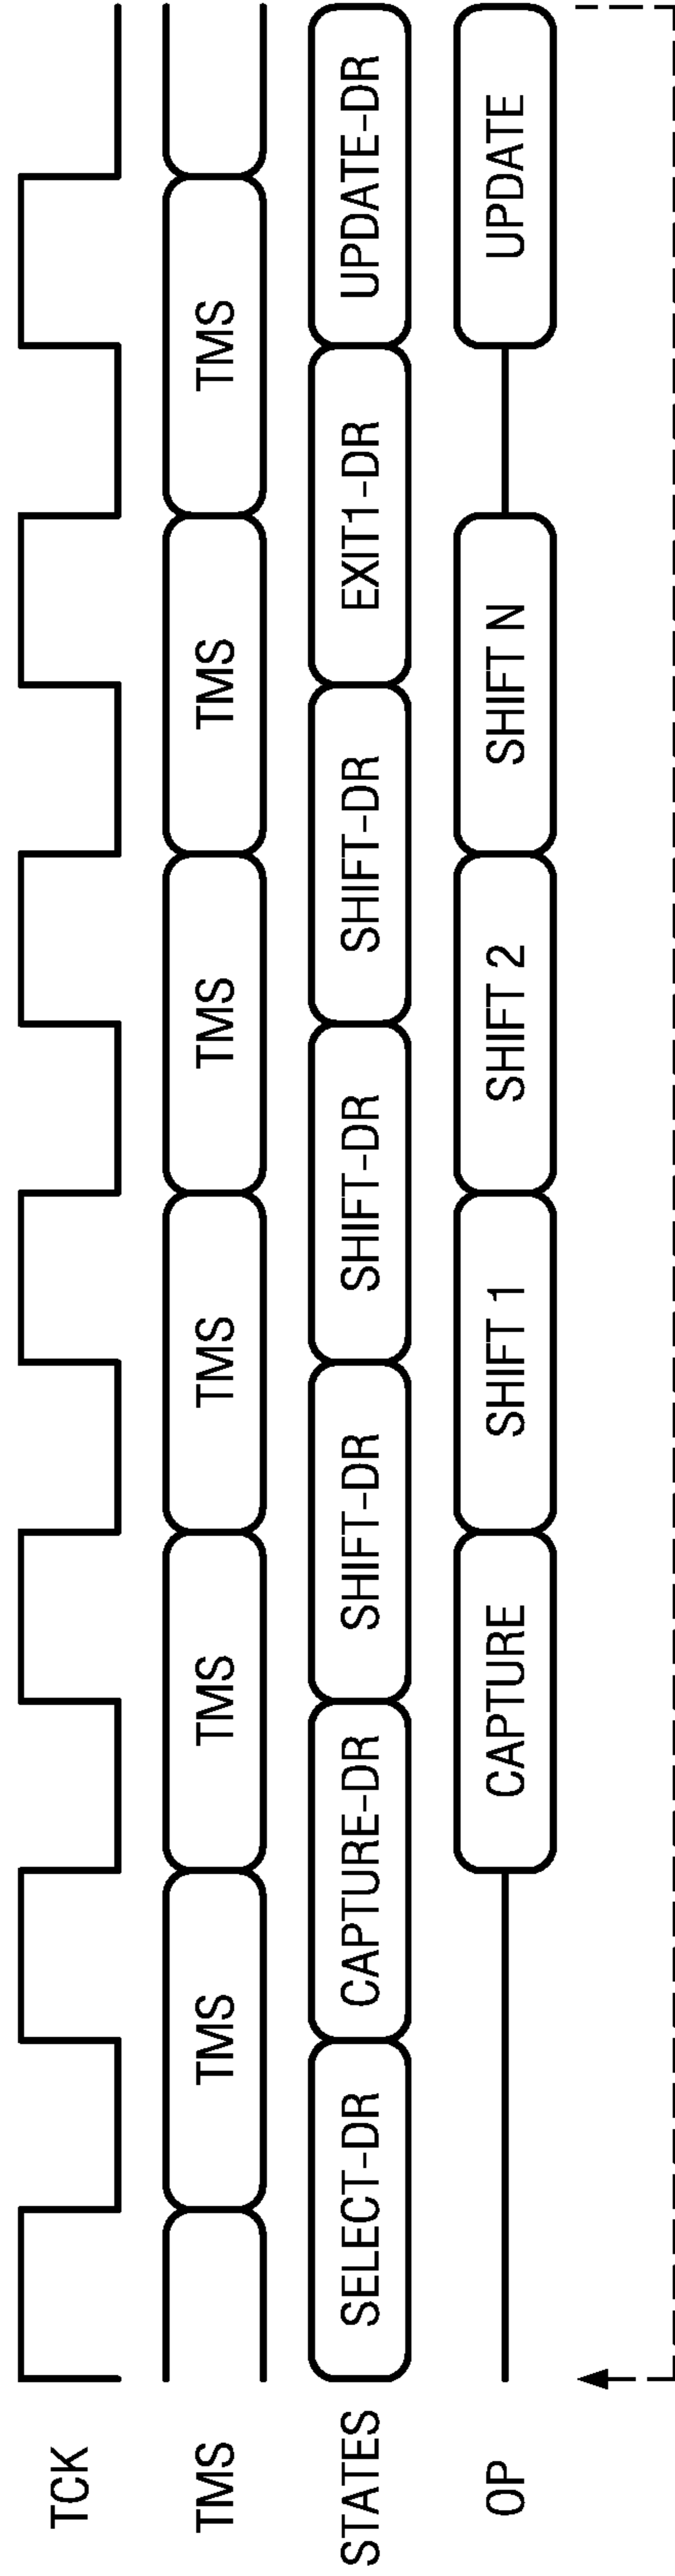 TCK
TMS
TMS
TMS
TMS
TMS
TMS
TMS
STATES
SELECT-DR
CAPTURE-DR
SHIFT-DR
SHIFT-DR
SHIFT-DR
EXIT1-DR
UPDATE-DR
OP
CAPTURE
SHIFT 1
SHIFT 2
SHIFT N
UPDATE